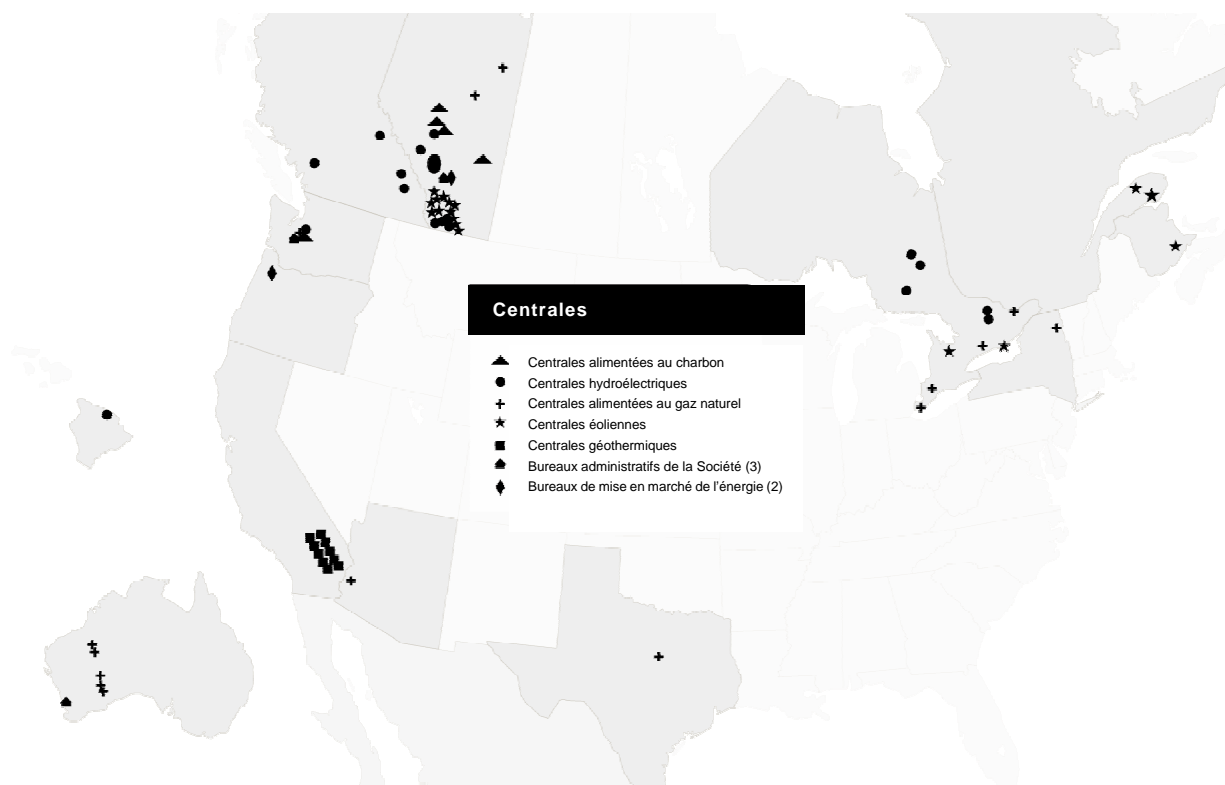 Centrales
Centrales alimentées au charbon
Centrales hydroélectriques
Centrales alimentées au gaz naturel
Centrales éoliennes
Centrales géothermiques
Bureaux administratifs de la Société (3)
Bureaux de mise en marché de l’énergie (2)